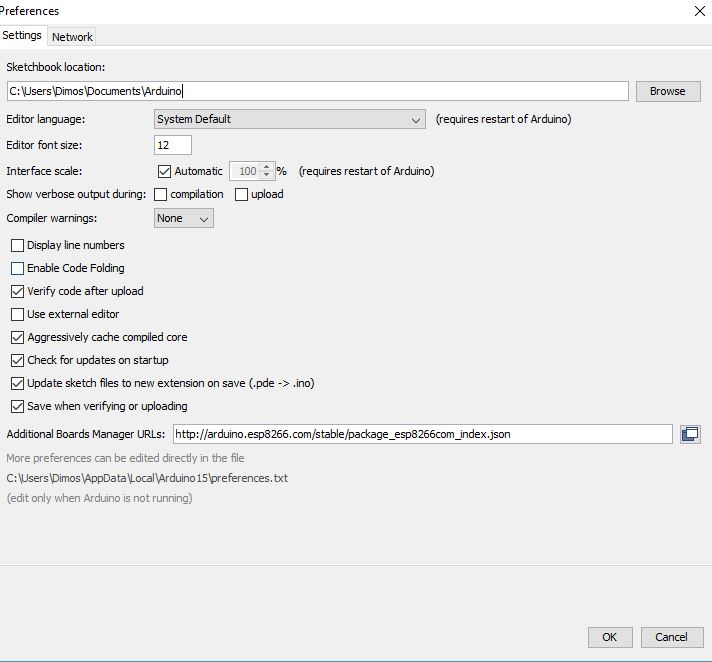 Preferences
Settings Network
Sketchbook location:
C:\Users\Dimos\Documents\Arduino Browse
Editor language: System Default (requires restart of Arduino)
Editor font size: 12
Interface scale: Automatic 100 % (requires restart of Arduino)
Show verbose output during: compilation upload
Compiler warnings: None
Display line numbers
Enable Code Folding
Verify code after upload
Use external editor
Aggressively cache compiled core
Check for updates on startup
Update sketch files to new extension on save (.pde -> .ino)
Save when verifying or uploading
Additional Boards Manager URLs: http://arduino.esp8266.com/stable/package_esp8266com_index.json
More preferences can be edited directly in the file
C:\Users\Dimos\AppData\Local\Arduino15\preferences.txt
(edit only when Arduino is not running)
OK Cancel